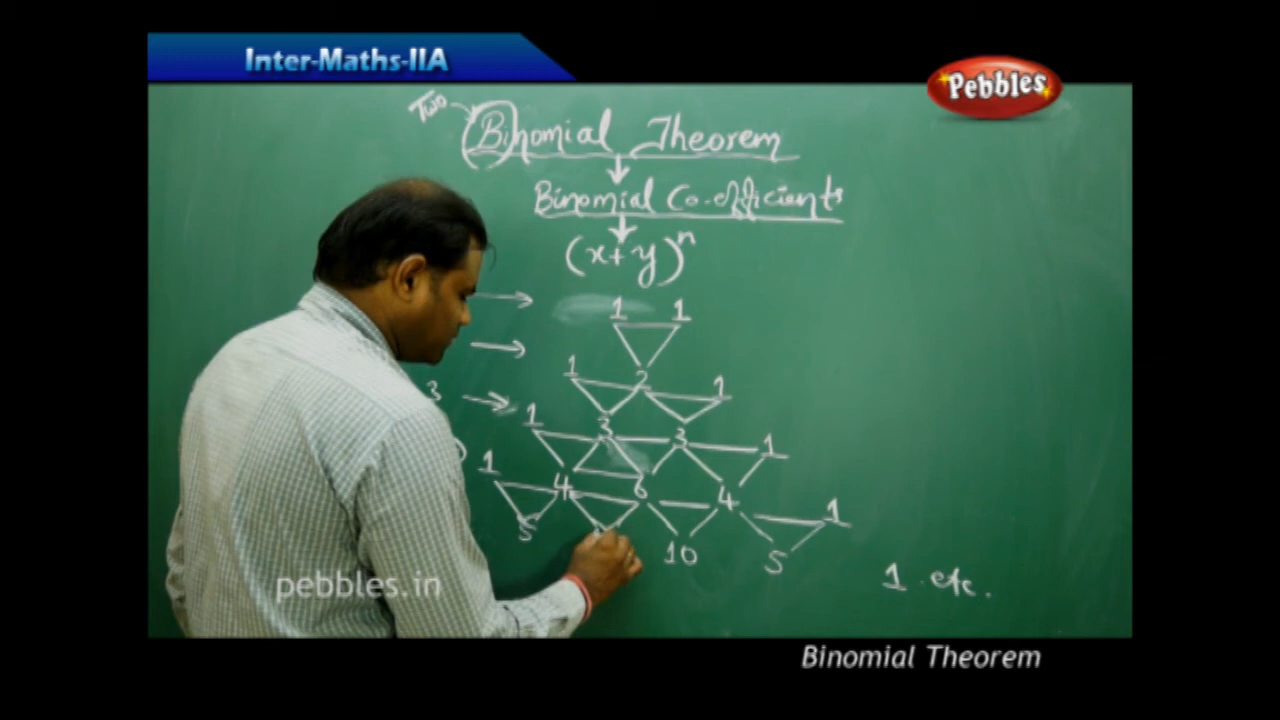 Inter-Maths-IIA
Pebbles
Two
Binomial Theorem
Binomial Co-efficients
(x+y)ⁿ
1 1
1 2 1
3
1 3 3 1
1 4 6 4 1
5 10 5
1 etc.
pebbles.in
Binomial Theorem